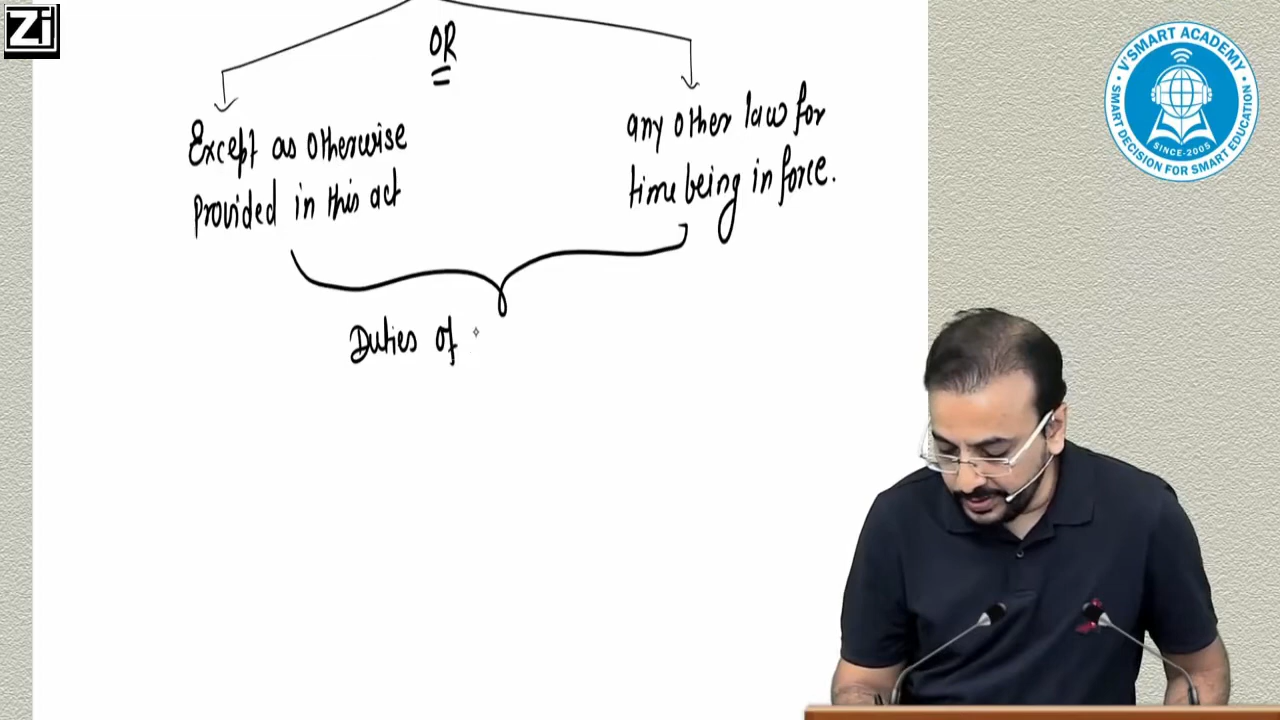 Zi
OR
Except as otherwise
provided in this act
any other law for
time being in force.
Duties of
V'SMART ACADEMY
SINCE-2005
SMART DECISION FOR SMART EDUCATION